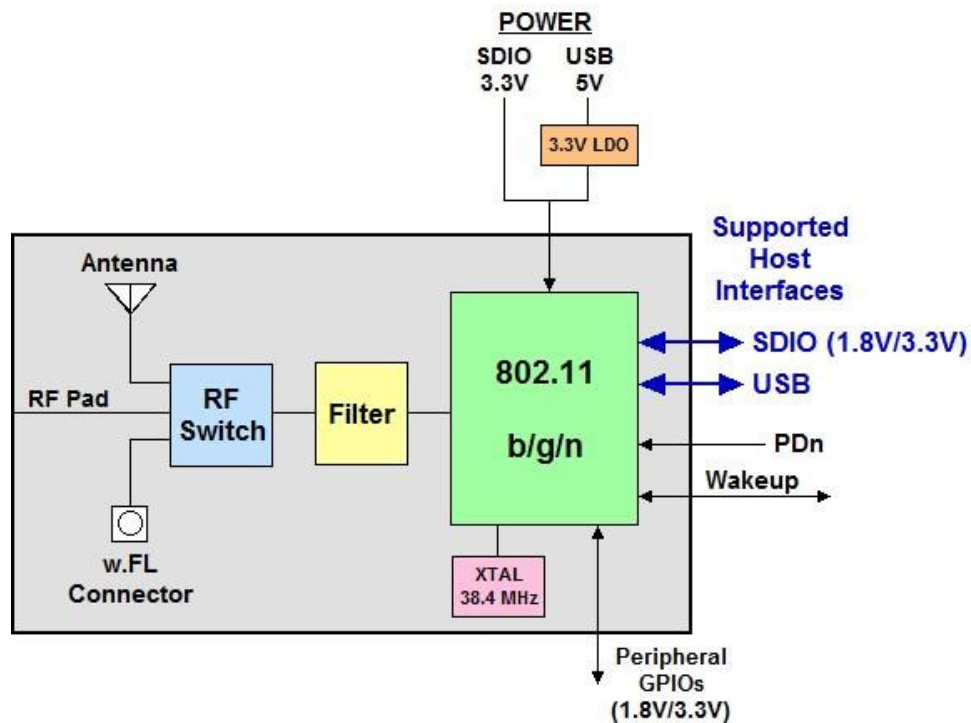 POWER
SDIO USB
3.3V 5V
3.3V LDO
Supported
Host
Interfaces
Antenna
SDIO (1.8V/3.3V)
802.11
USB
RF Pad
RF
Switch
Filter
b/g/n
PDn
Wakeup
w.FL
Connector
XTAL
38.4 MHz
Peripheral
GPIOs
(1.8V/3.3V)